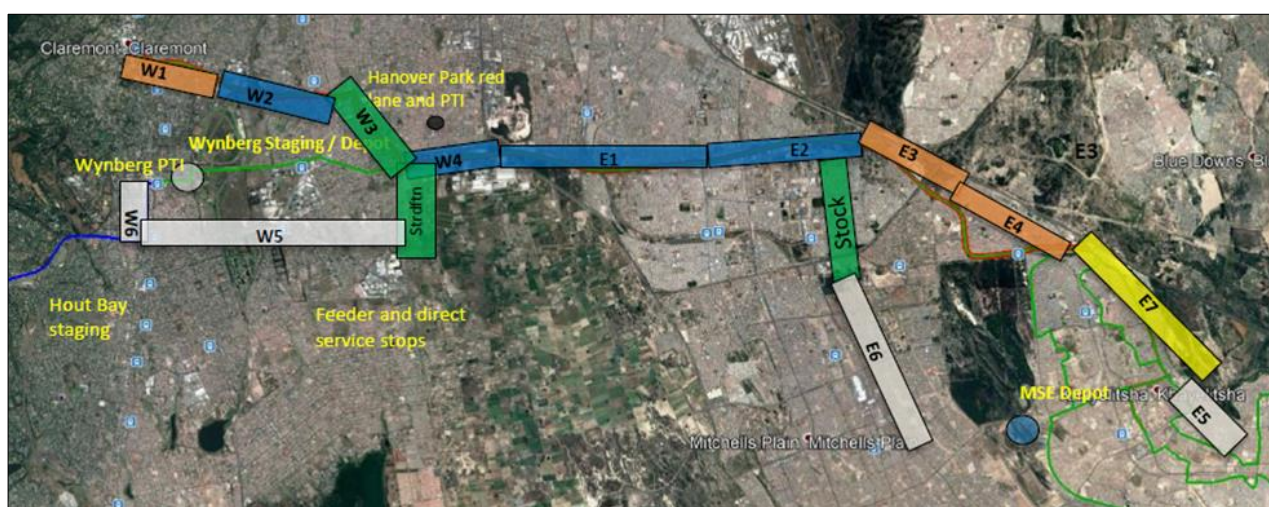 Claremont Claremont
W1
W2
W3
Hanover Park red
lane and PTI
Wynberg Staging / Depot
Wynberg PTI
W4
E1
E2
E3
E3
Blue Downs
E4
Strdftn
Stock
W6
W5
E7
Hout Bay
staging
Feeder and direct
service stops
E6
MSE Depot
E5
Mitchells Plain Mitchells Pla